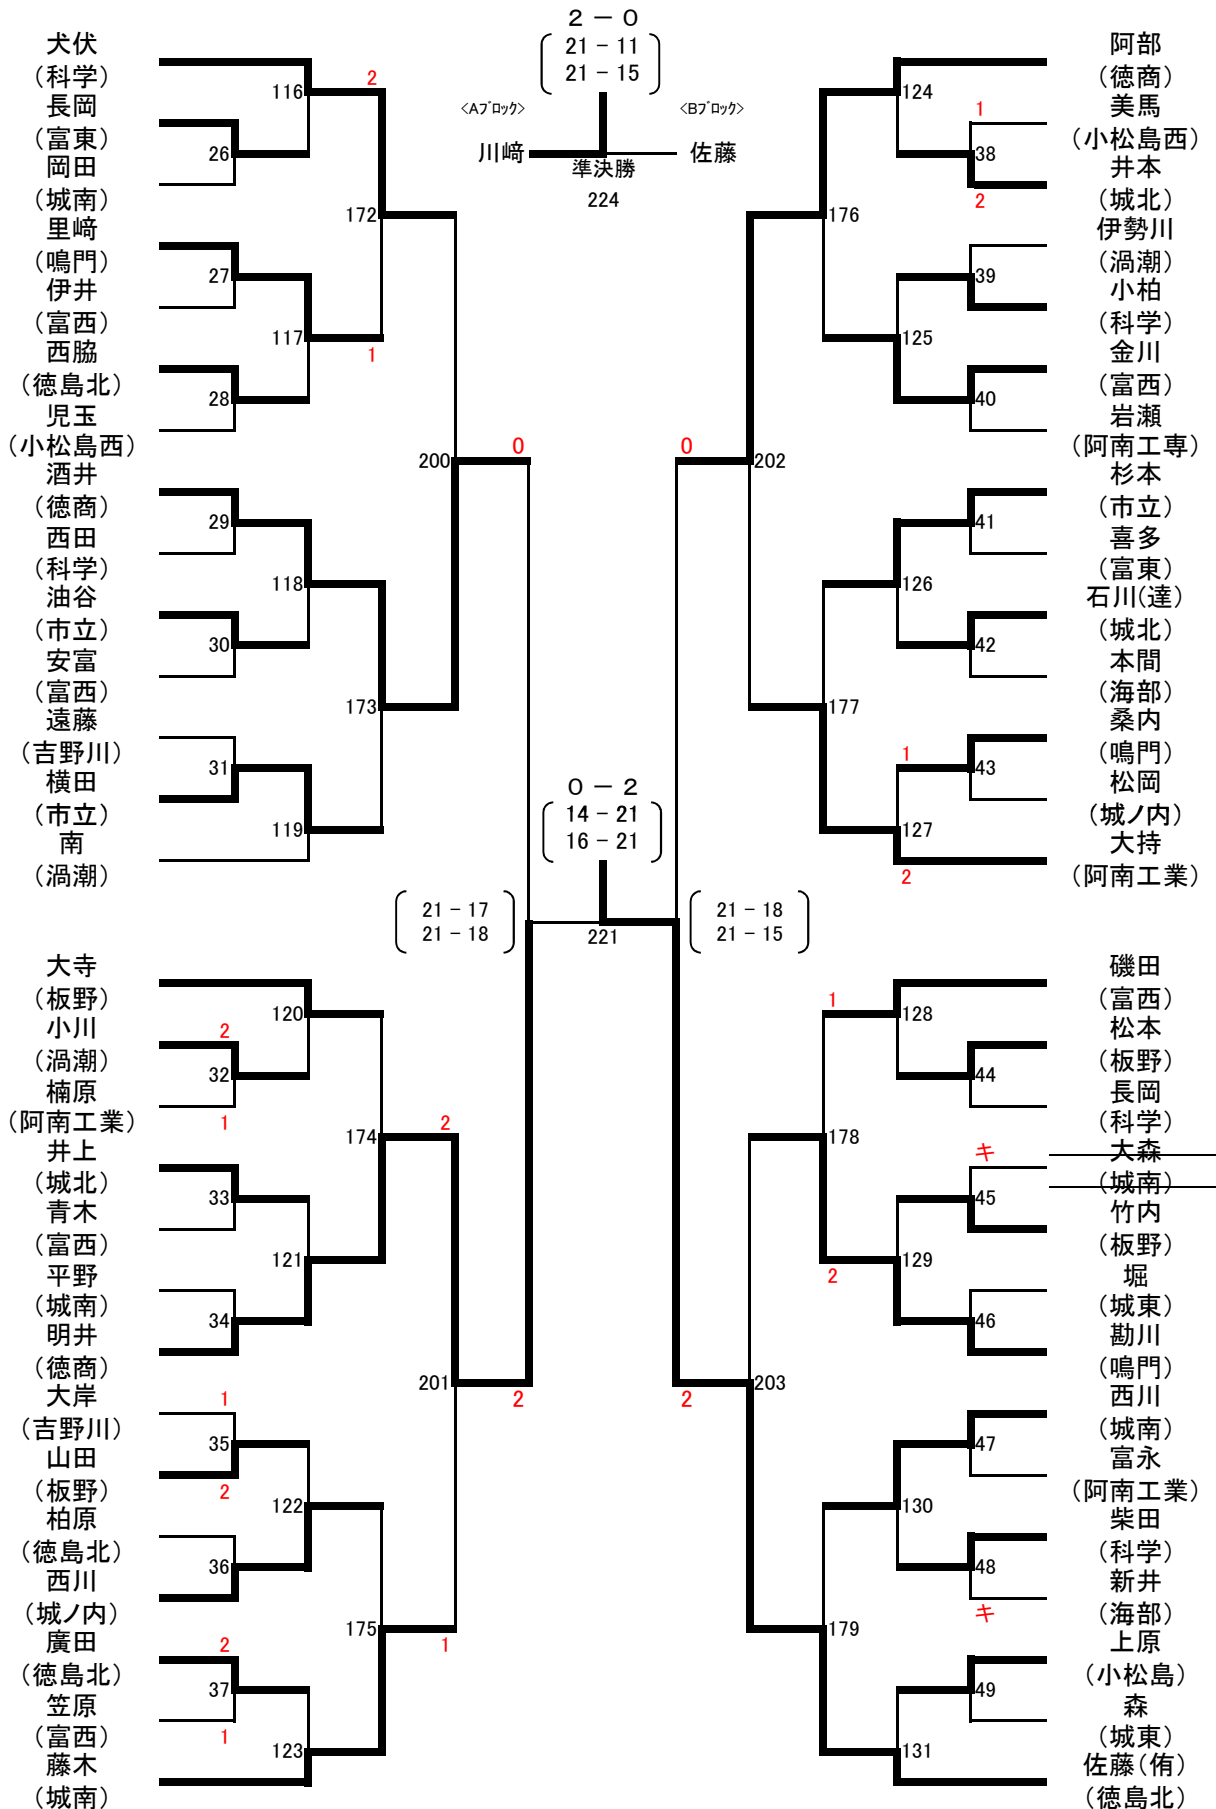 2 － 0
21 － 11
21 － 15
<Aブロック>
<Bブロック>
川﨑
佐藤
準決勝
224
犬伏
（科学）
長岡
（富東）
岡田
（城南）
里﨑
（鳴門）
伊井
（富西）
西脇
（徳島北）
児玉
（小松島西）
酒井
（徳商）
西田
（科学）
油谷
（市立）
安富
（富西）
遠藤
（吉野川）
横田
（市立）
南
（渦潮）
大寺
（板野）
小川
（渦潮）
楠原
（阿南工業）
井上
（城北）
青木
（富西）
平野
（城南）
明井
（徳商）
大岸
（吉野川）
山田
（板野）
柏原
（徳島北）
西川
（城ノ内）
廣田
（徳島北）
笠原
（富西）
藤木
（城南）
26
27
28
29
30
31
32
2
1
33
34
35
1
2
36
37
2
1
116
117
118
119
120
121
122
123
172
2
1
173
174
175
200
201
2
1
0
2
21 － 17
21 － 18
0 － 2
14 － 21
16 － 21
221
21 － 18
21 － 15
0
2
202
203
176
177
178
1
2
179
124
125
126
127
1
2
128
129
130
131
38
1
2
39
40
41
42
43
44
45
キ
46
47
48
キ
49
阿部
（徳商）
美馬
（小松島西）
井本
（城北）
伊勢川
（渦潮）
小柏
（科学）
金川
（富西）
岩瀬
（阿南工専）
杉本
（市立）
喜多
（富東）
石川(達)
（城北）
本間
（海部）
桑内
（鳴門）
松岡
（城ノ内）
大持
（阿南工業）
磯田
（富西）
松本
（板野）
長岡
（科学）
大森
（城南）
竹内
（板野）
堀
（城東）
勘川
（鳴門）
西川
（城南）
富永
（阿南工業）
柴田
（科学）
新井
（海部）
上原
（小松島）
森
（城東）
佐藤(侑)
（徳島北）